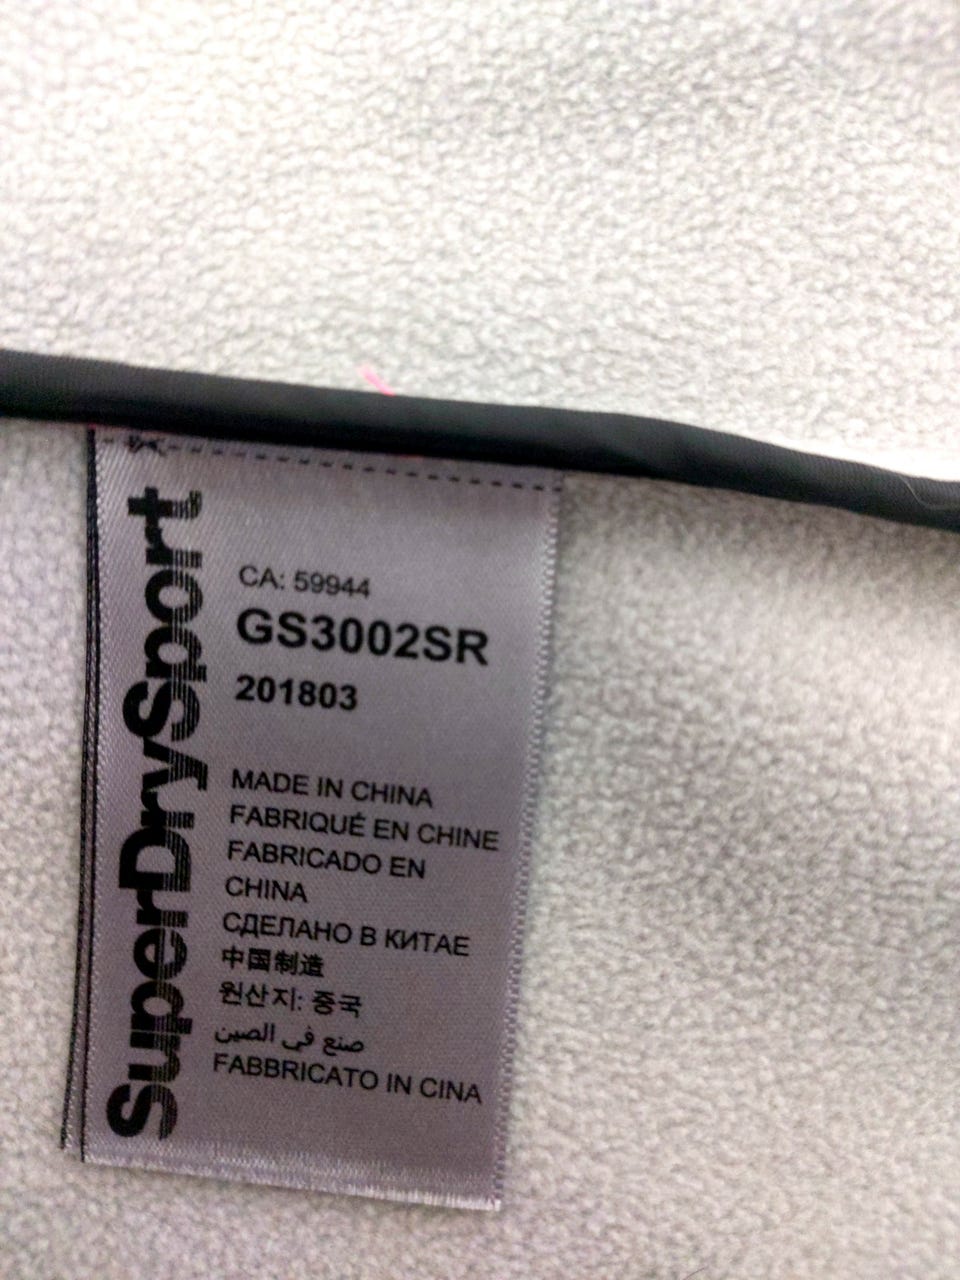 SuperDrySport
CA: 59944
GS3002SR
201803
MADE IN CHINA
FABRIQUÉ EN CHINE
FABRICADO EN
CHINA
СДЕЛАНО В КИТАЕ
中国制造
원산지: 중국
صنع في الصين
FABBRICATO IN CINA